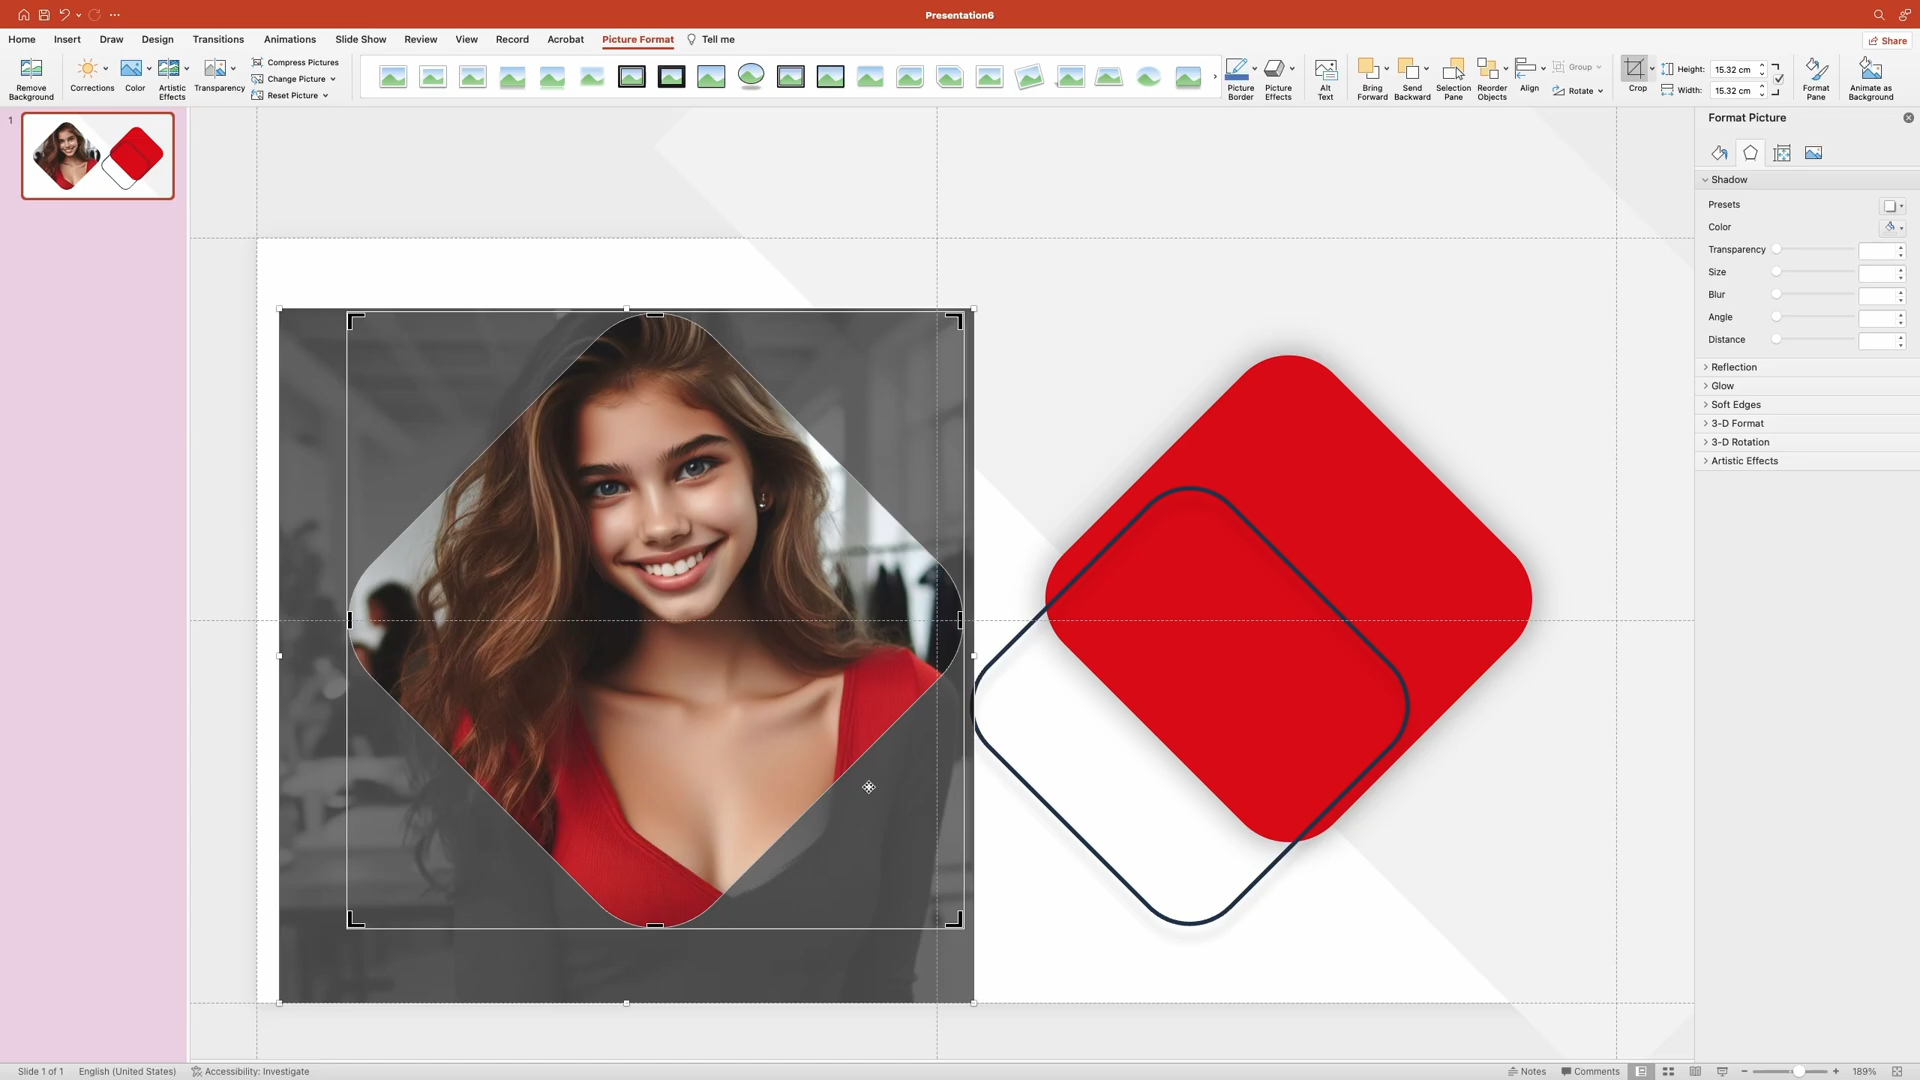 Presentation6
Home Insert Draw Design Transitions Animations Slide Show Review View Record Acrobat Picture Format Tell me Share
Remove Background
Corrections
Color
Artistic Effects
Transparency
Compress Pictures
Change Picture
Reset Picture
Picture Border
Picture Effects
Alt Text
Bring Forward
Send Backward
Selection Pane
Reorder Objects
Align
Group
Rotate
Crop
Height: 15.32 cm
Width: 15.32 cm
Format Pane
Animate as Background
1
Format Picture
Shadow
Presets
Color
Transparency
Size
Blur
Angle
Distance
Reflection
Glow
Soft Edges
3-D Format
3-D Rotation
Artistic Effects
Slide 1 of 1 English (United States) Accessibility: Investigate Notes Comments 189%